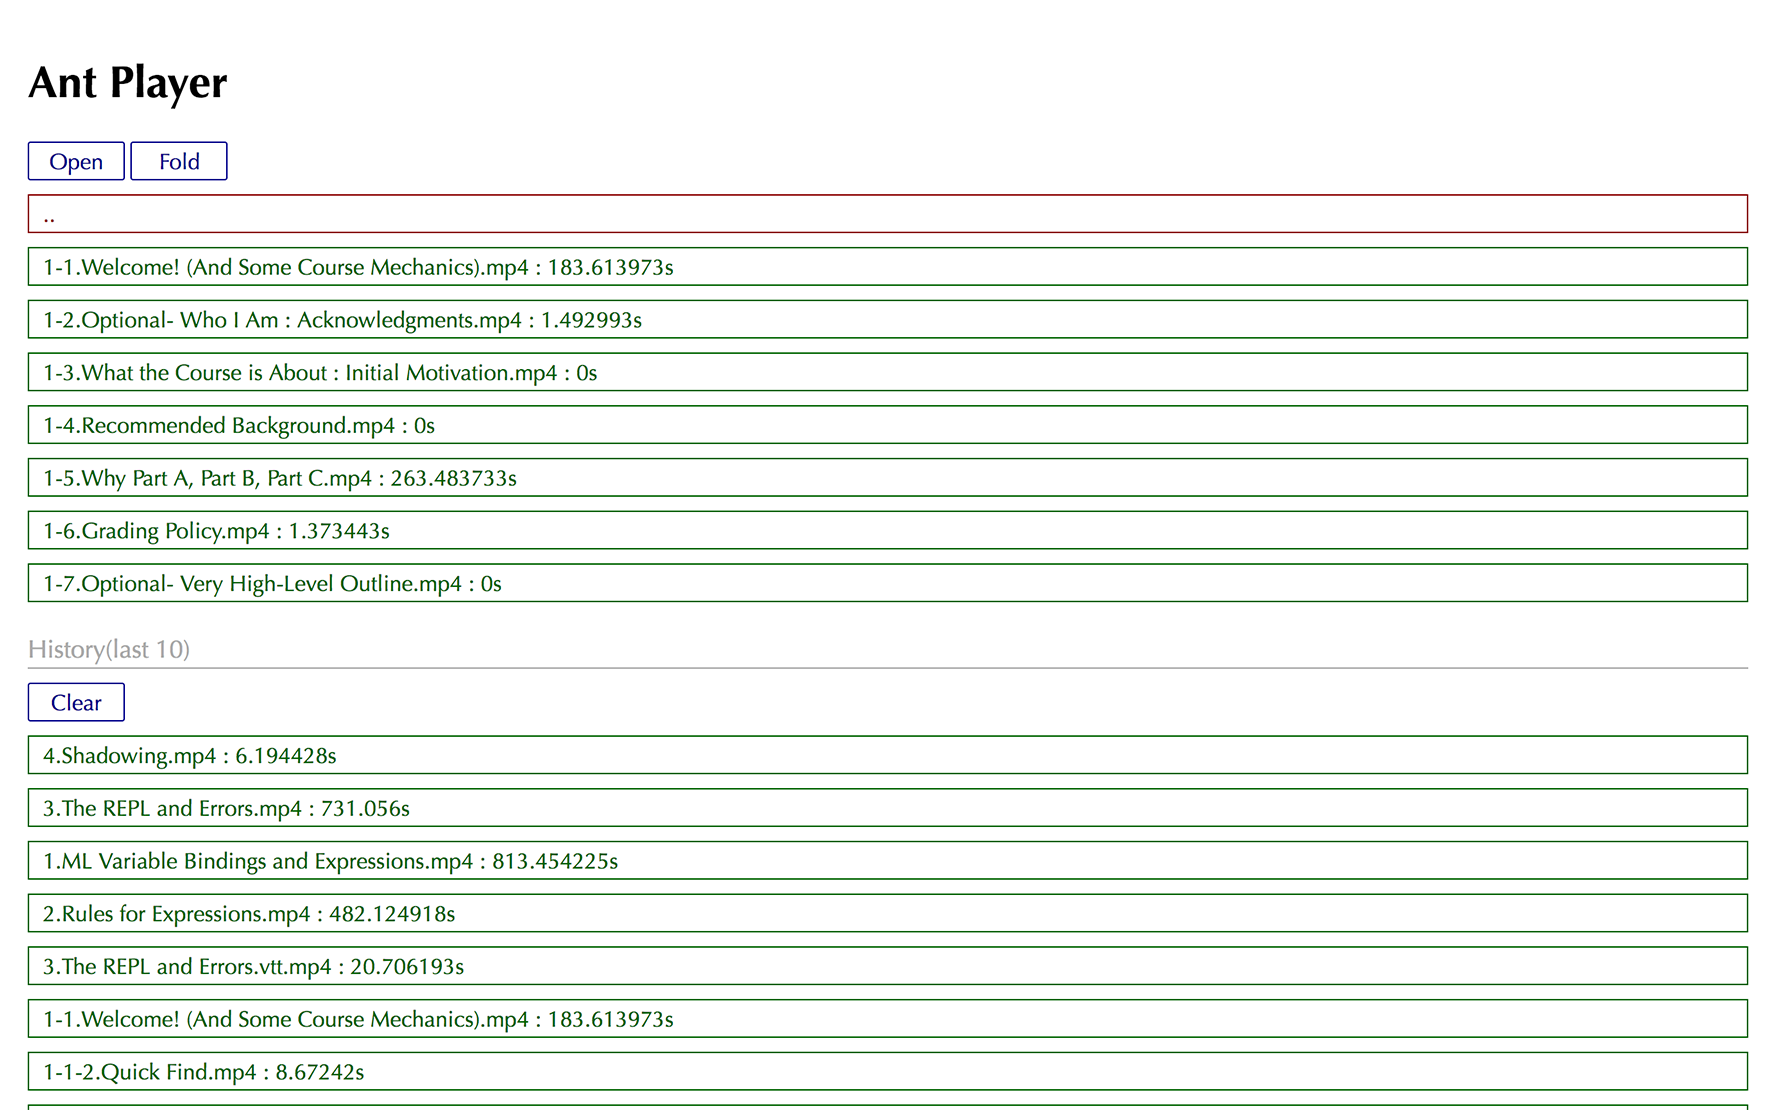 Ant Player
Open Fold
..
1-1.Welcome! (And Some Course Mechanics).mp4 : 183.613973s
1-2.Optional- Who I Am : Acknowledgments.mp4 : 1.492993s
1-3.What the Course is About : Initial Motivation.mp4 : 0s
1-4.Recommended Background.mp4 : 0s
1-5.Why Part A, Part B, Part C.mp4 : 263.483733s
1-6.Grading Policy.mp4 : 1.373443s
1-7.Optional- Very High-Level Outline.mp4 : 0s
History(last 10)
Clear
4.Shadowing.mp4 : 6.194428s
3.The REPL and Errors.mp4 : 731.056s
1.ML Variable Bindings and Expressions.mp4 : 813.454225s
2.Rules for Expressions.mp4 : 482.124918s
3.The REPL and Errors.vtt.mp4 : 20.706193s
1-1.Welcome! (And Some Course Mechanics).mp4 : 183.613973s
1-1-2.Quick Find.mp4 : 8.67242s